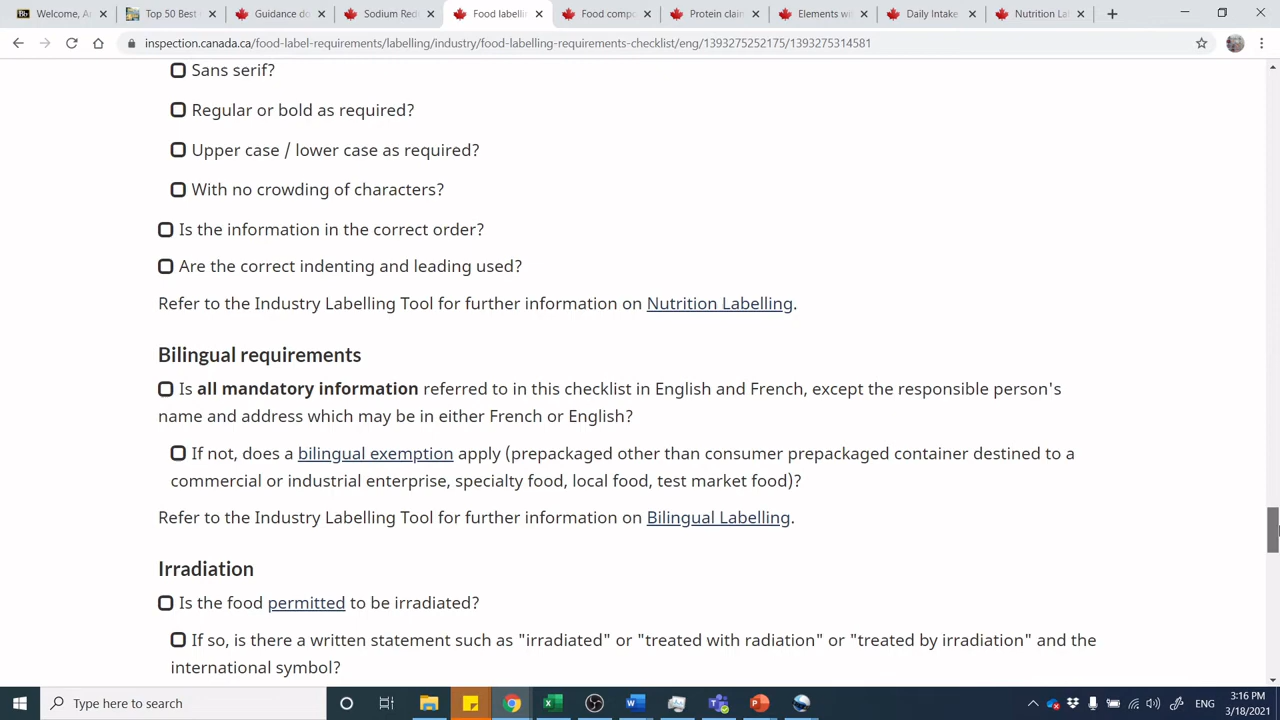 Welcome, A
Top 50 Best
Guidance do
Sodium Red
Food labellin
Food compo
Protein clai
Elements wi
Daily Intake
Nutrition La
inspection.canada.ca/food-label-requirements/labelling/industry/food-labelling-requirements-checklist/eng/1393275252175/1393275314581
Sans serif?
Regular or bold as required?
Upper case / lower case as required?
With no crowding of characters?
Is the information in the correct order?
Are the correct indenting and leading used?
Refer to the Industry Labelling Tool for further information on Nutrition Labelling.
Bilingual requirements
Is all mandatory information referred to in this checklist in English and French, except the responsible person's
name and address which may be in either French or English?
If not, does a bilingual exemption apply (prepackaged other than consumer prepackaged container destined to a
commercial or industrial enterprise, specialty food, local food, test market food)?
Refer to the Industry Labelling Tool for further information on Bilingual Labelling.
Irradiation
Is the food permitted to be irradiated?
If so, is there a written statement such as "irradiated" or "treated with radiation" or "treated by irradiation" and the
international symbol?
Type here to search
ENG
3:16 PM
3/18/2021